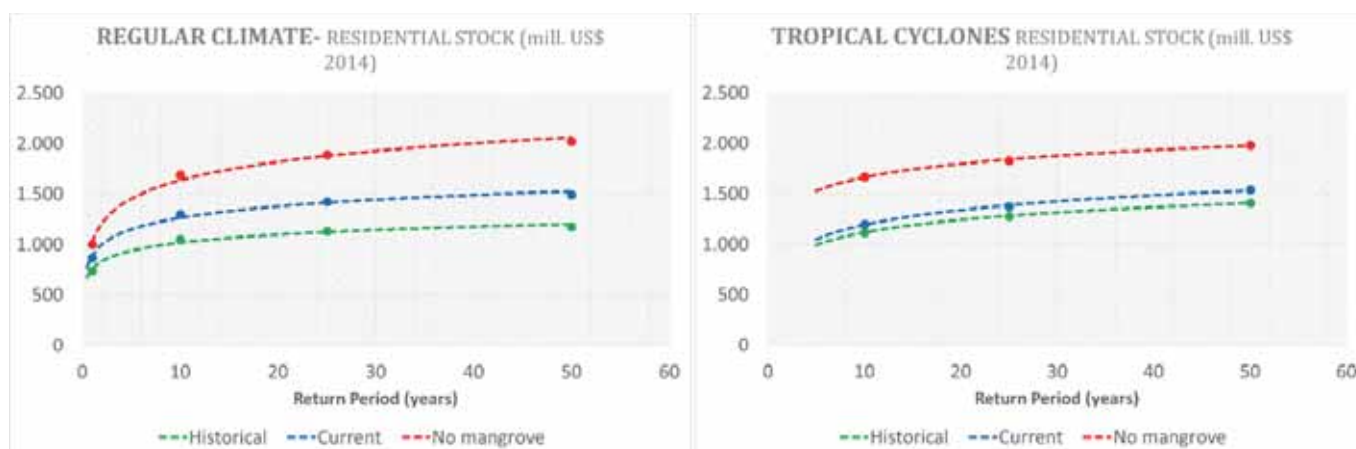 REGULAR CLIMATE- RESIDENTIAL STOCK (mill. US$
2014)
2.500
2.000
1.500
1.000
500
0
0 10 20 30 40 50 60
Return Period (years)
Historical Current No mangrove
TROPICAL CYCLONES RESIDENTIAL STOCK (mill. US$
2014)
2.500
2.000
1.500
1.000
500
0
0 10 20 30 40 50 60
Return Period (years)
Historical Current No mangrove